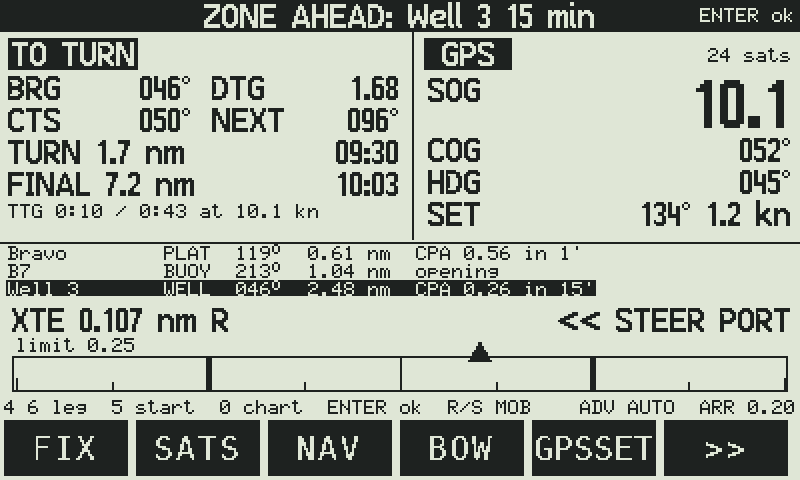 ZONE AHEAD: Well 3 15 min ENTER ok
TO TURN
BRG 046° DTG 1.68
CTS 050° NEXT 096°
TURN 1.7 nm 09:30
FINAL 7.2 nm 10:03
TTG 0:10 / 0:43 at 10.1 kn
GPS 24 sats
SOG 10.1
COG 052°
HDG 045°
SET 134° 1.2 kn
Bravo PLAT 119º 0.61 nm CPA 0.56 in 1'
B7 BUOY 213º 1.04 nm opening
Well 3 WELL 046º 2.48 nm CPA 0.26 in 15'
XTE 0.107 nm R << STEER PORT
limit 0.25
4 6 leg 5 start 0 chart ENTER ok R/S MOB ADV AUTO ARR 0.20
FIX SATS NAV BOW GPSSET >>